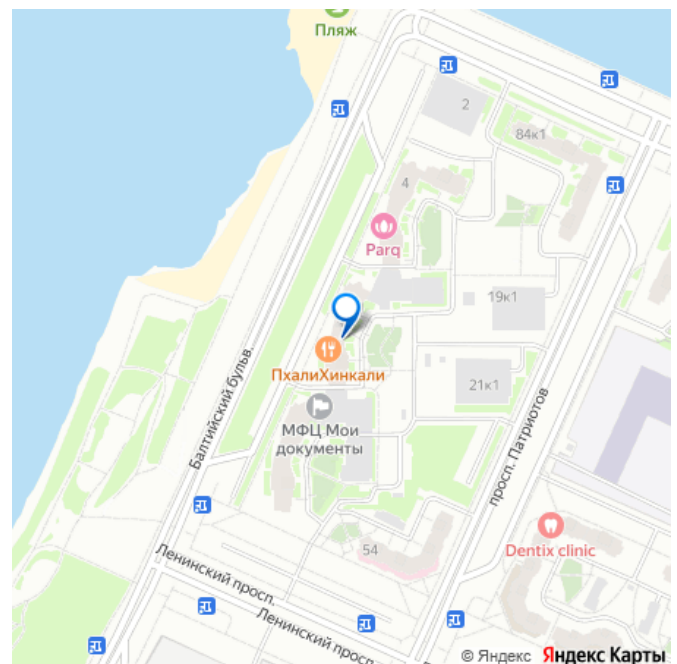 Пляж
2
84к1
4
Parq
19к1
ПхалиХинкали
21к1
МФЦ Мои
документы
Балтийский бульв.
просп. Патриотов
54
Dentix clinic
Ленинский просп.
Ленинский просп
© Яндекс Яндекс Карты